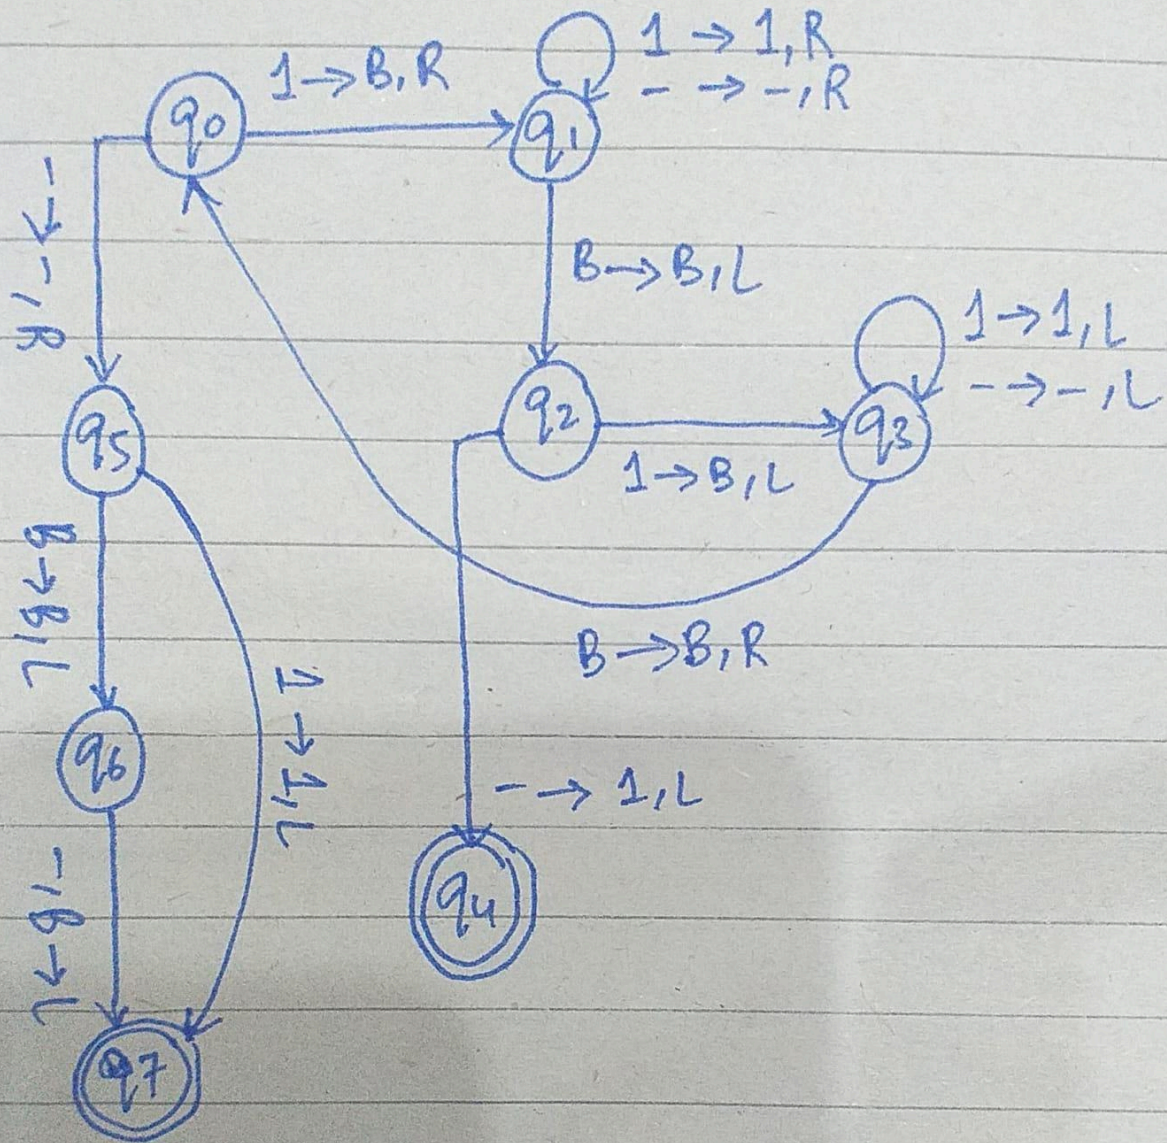 1→B,R
1→1,R
- →-,R
q0
q1
-→-,R
B→B,L
1→1,L
-→-,L
q5
q2
q3
1→B,L
B→B,L
B→B,R
1→1,L
q6
-→1,L
q4
-,B→L
q7